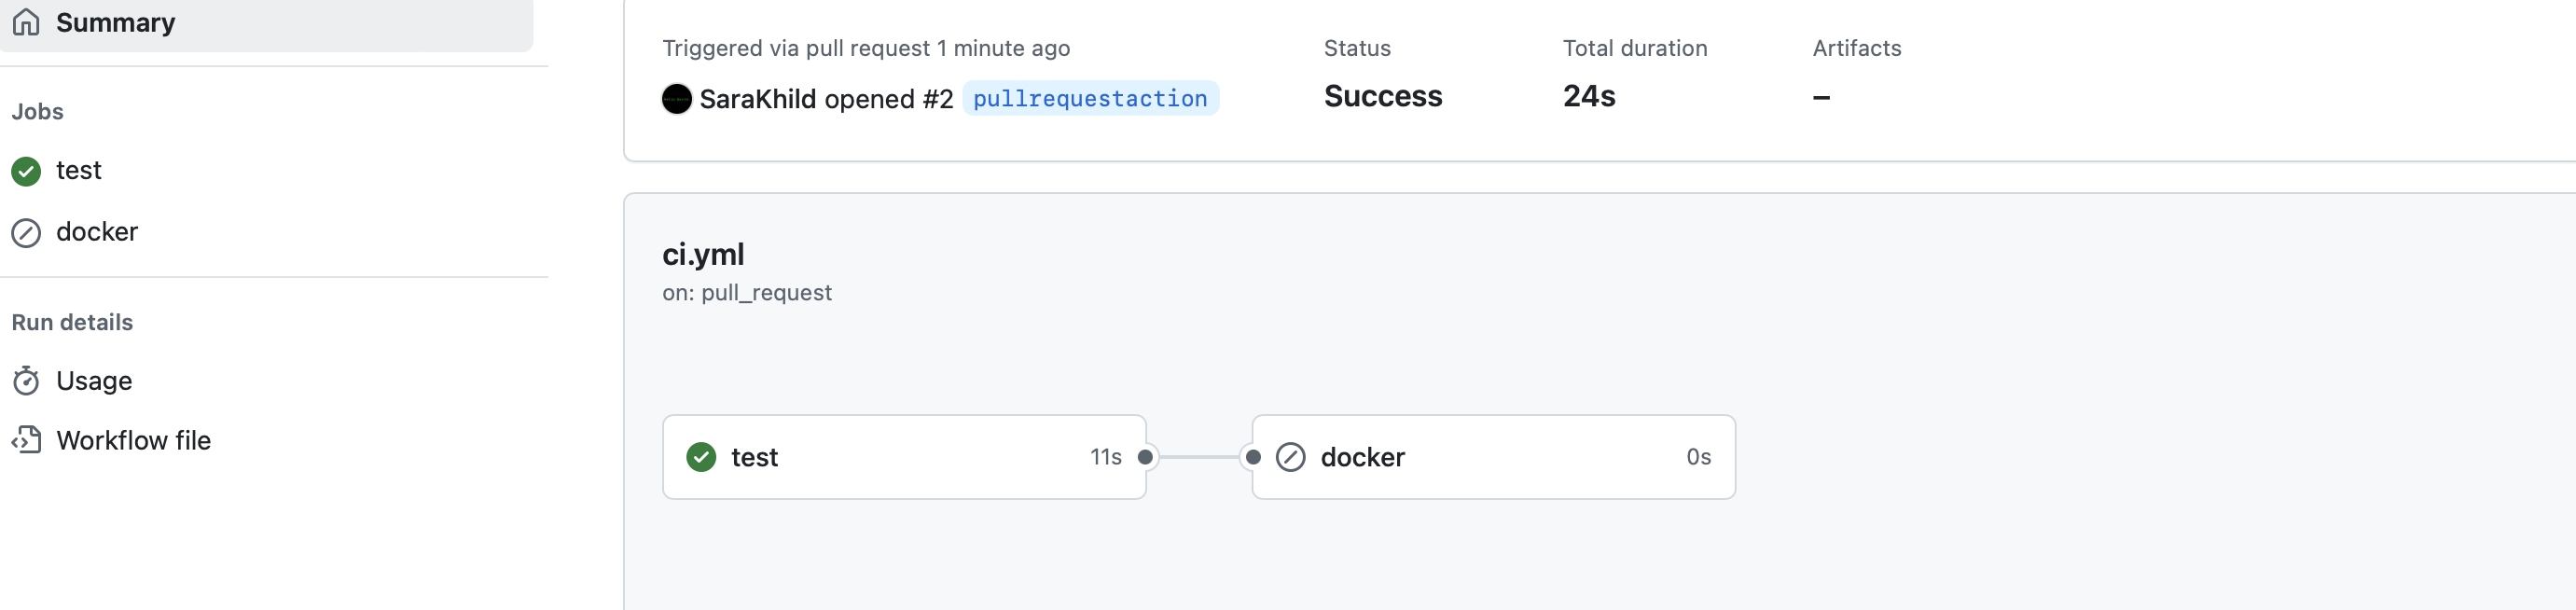 Summary
Jobs
test
docker
Run details
Usage
Workflow file
Triggered via pull request 1 minute ago
SaraKhild opened #2 pullrequestaction
Status
Success
Total duration
24s
Artifacts
–
ci.yml
on: pull_request
test 11s
docker 0s